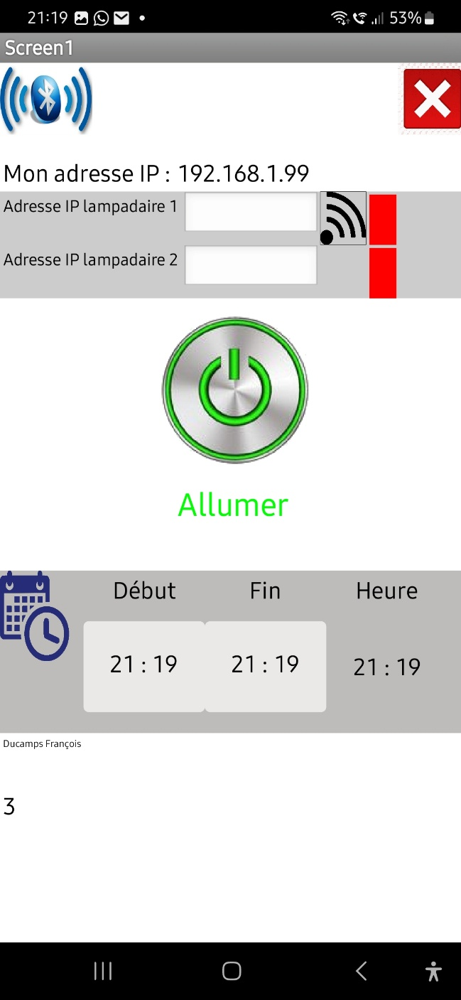 21:19 53%
Screen1
Mon adresse IP : 192.168.1.99
Adresse IP lampadaire 1
Adresse IP lampadaire 2
Allumer
Début Fin Heure
21 : 19 21 : 19 21 : 19
Ducamps François
3